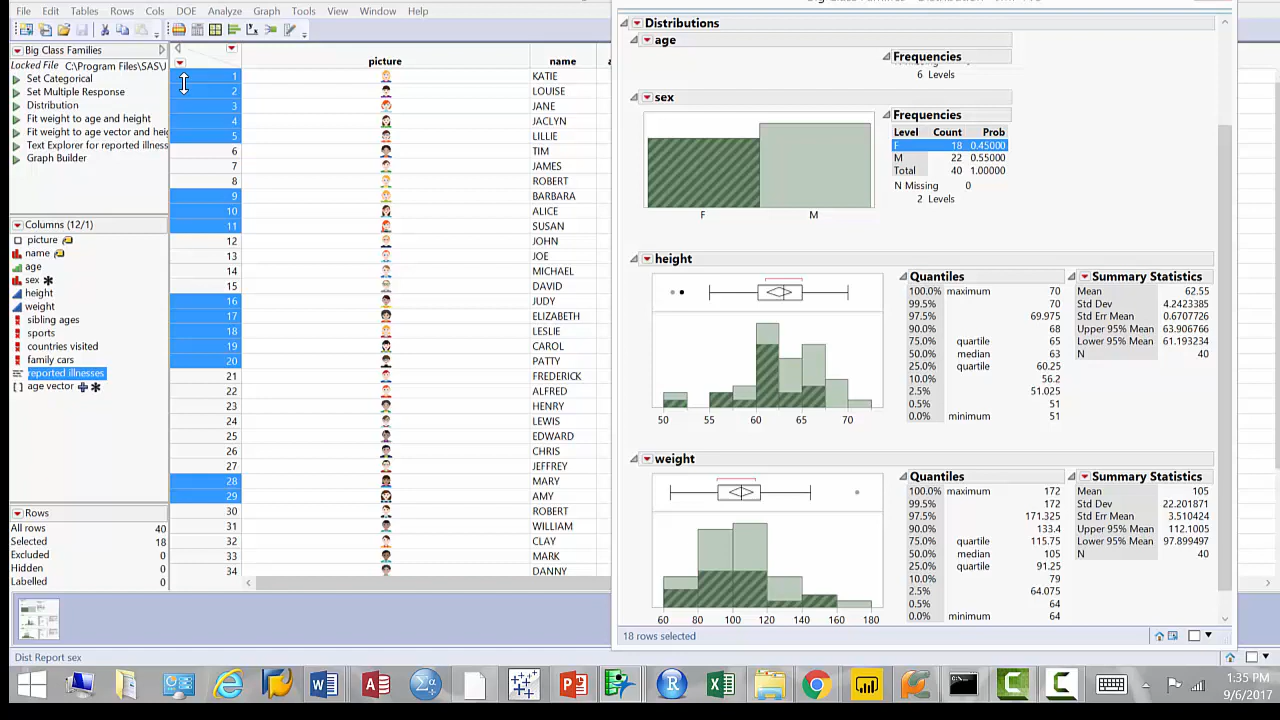 File Edit Tables Rows Cols DOE Analyze Graph Tools View Window Help
Big Class Families
Locked File C:\Program Files\SAS\J
Set Categorical
Set Multiple Response
Distribution
Fit weight to age and height
Fit weight to age vector and hei
Text Explorer for reported illness
Graph Builder
Columns (12/1)
picture
name
age
sex
height
weight
sibling ages
sports
countries visited
family cars
reported illnesses
age vector
Rows
All rows 40
Selected 18
Excluded 0
Hidden 0
Labelled 0
picture name
1 KATIE
2 LOUISE
3 JANE
4 JACLYN
5 LILLIE
6 TIM
7 JAMES
8 ROBERT
9 BARBARA
10 ALICE
11 SUSAN
12 JOHN
13 JOE
14 MICHAEL
15 DAVID
16 JUDY
17 ELIZABETH
18 LESLIE
19 CAROL
20 PATTY
21 FREDERICK
22 ALFRED
23 HENRY
24 LEWIS
25 EDWARD
26 CHRIS
27 JEFFREY
28 MARY
29 AMY
30 ROBERT
31 WILLIAM
32 CLAY
33 MARK
34 DANNY
Distributions
age
Frequencies
6 Levels
sex
F M
Frequencies
Level Count Prob
F 18 0.45000
M 22 0.55000
Total 40 1.00000
N Missing 0
2 Levels
height
50 55 60 65 70
Quantiles
100.0% maximum 70
99.5% 70
97.5% 69.975
90.0% 68
75.0% quartile 65
50.0% median 63
25.0% quartile 60.25
10.0% 56.2
2.5% 51.025
0.5% 51
0.0% minimum 51
Summary Statistics
Mean 62.55
Std Dev 4.2423385
Std Err Mean 0.6707726
Upper 95% Mean 63.906766
Lower 95% Mean 61.193234
N 40
weight
60 80 100 120 140 160 180
Quantiles
100.0% maximum 172
99.5% 172
97.5% 171.325
90.0% 133.4
75.0% quartile 115.75
50.0% median 105
25.0% quartile 91.25
10.0% 79
2.5% 64.075
0.5% 64
0.0% minimum 64
Summary Statistics
Mean 105
Std Dev 22.201871
Std Err Mean 3.510424
Upper 95% Mean 112.1005
Lower 95% Mean 97.899497
N 40
18 rows selected
Dist Report sex
1:35 PM
9/6/2017